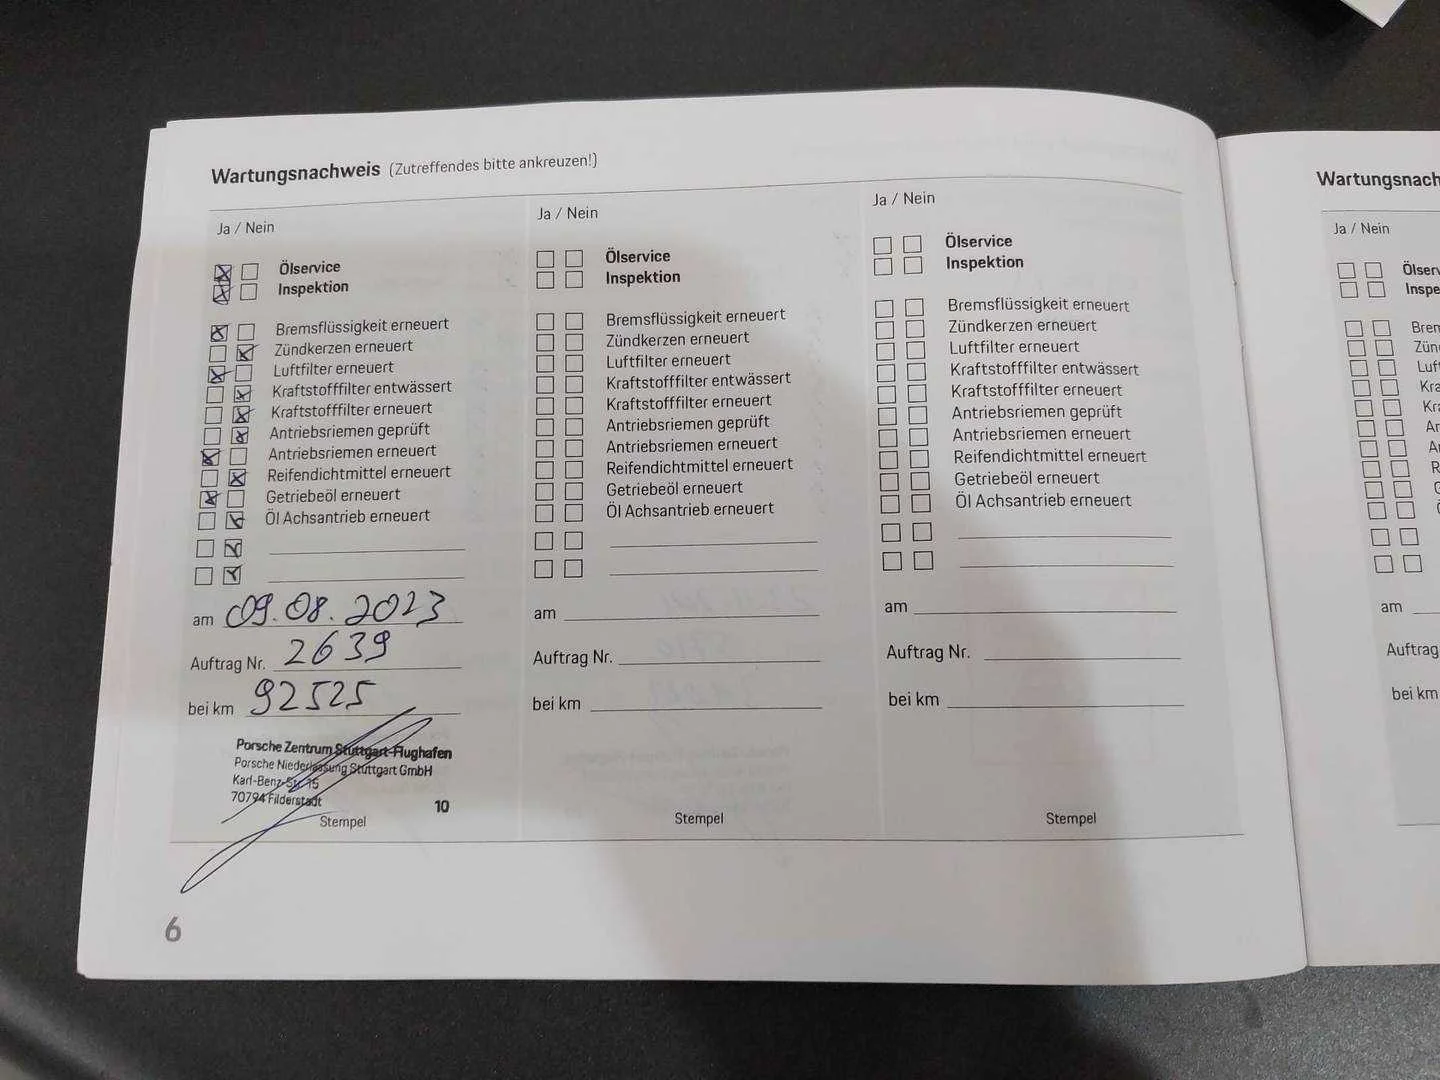 Wartungsnachweis (Zutreffendes bitte ankreuzen!)
Ja / Nein
Ölservice
Inspektion
Bremsflüssigkeit erneuert
Zündkerzen erneuert
Luftfilter erneuert
Kraftstofffilter entwässert
Kraftstofffilter erneuert
Antriebsriemen geprüft
Antriebsriemen erneuert
Reifendichtmittel erneuert
Getriebeöl erneuert
Öl Achsantrieb erneuert
am 09.08.2023
Auftrag Nr. 2639
bei km 92525
Porsche Zentrum Stuttgart-Flughafen
Porsche Niederlassung Stuttgart GmbH
Karl-Benz-Str. 15
70794 Filderstadt
10
Stempel
Ja / Nein
Ölservice
Inspektion
Bremsflüssigkeit erneuert
Zündkerzen erneuert
Luftfilter erneuert
Kraftstofffilter entwässert
Kraftstofffilter erneuert
Antriebsriemen geprüft
Antriebsriemen erneuert
Reifendichtmittel erneuert
Getriebeöl erneuert
Öl Achsantrieb erneuert
am
Auftrag Nr.
bei km
Stempel
Ja / Nein
Ölservice
Inspektion
Bremsflüssigkeit erneuert
Zündkerzen erneuert
Luftfilter erneuert
Kraftstofffilter entwässert
Kraftstofffilter erneuert
Antriebsriemen geprüft
Antriebsriemen erneuert
Reifendichtmittel erneuert
Getriebeöl erneuert
Öl Achsantrieb erneuert
am
Auftrag Nr.
bei km
Stempel
6
Wartungsnach
Ja / Nein
Ölserv
Inspe
Brem
Zün
Luft
Kra
am
Auftrag
bei km